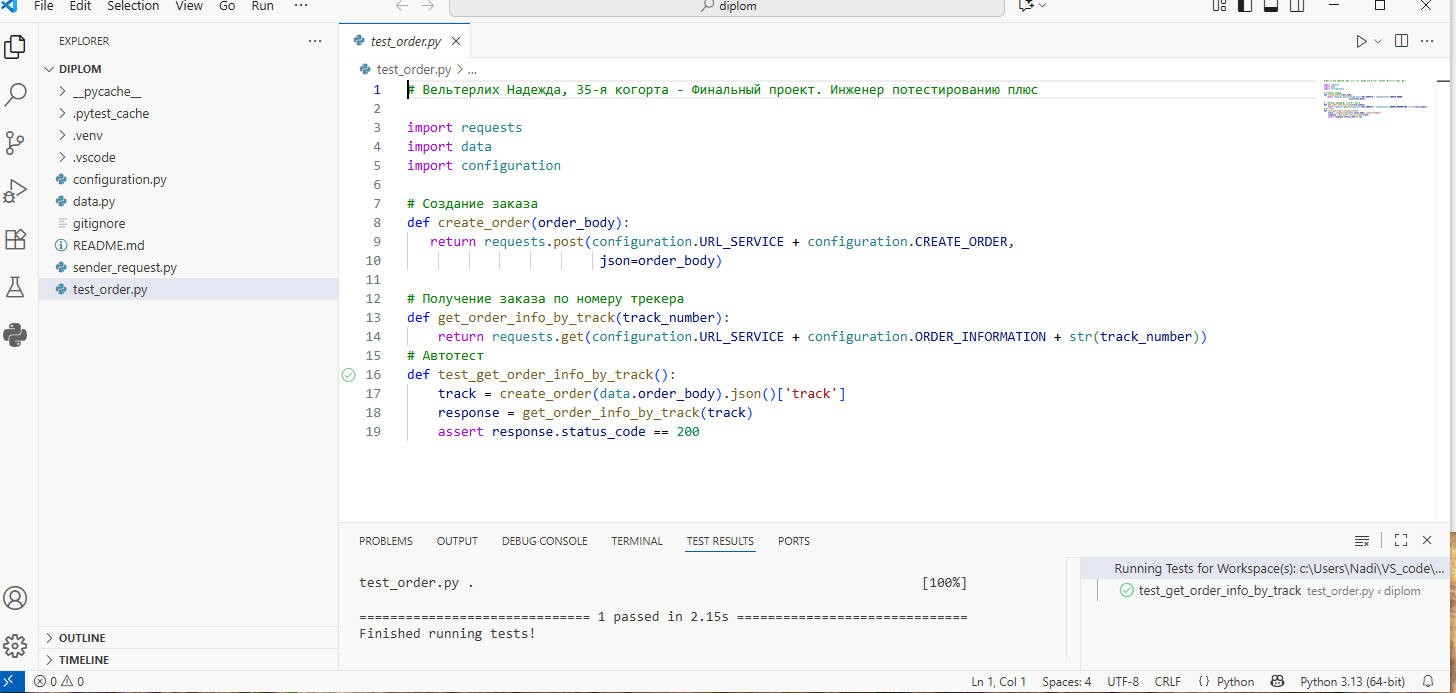 File Edit Selection View Go Run ··· diplom
EXPLORER ···
DIPLOM
__pycache__
.pytest_cache
.venv
.vscode
configuration.py
data.py
gitignore
README.md
sender_request.py
test_order.py
OUTLINE
TIMELINE
test_order.py
test_order.py > ...
1 # Вельтерлих Надежда, 35-я когорта - Финальный проект. Инженер потестированию плюс
2
3 import requests
4 import data
5 import configuration
6
7 # Создание заказа
8 def create_order(order_body):
9 return requests.post(configuration.URL_SERVICE + configuration.CREATE_ORDER,
10 json=order_body)
11
12 # Получение заказа по номеру трекера
13 def get_order_info_by_track(track_number):
14 return requests.get(configuration.URL_SERVICE + configuration.ORDER_INFORMATION + str(track_number))
15 # Автотест
16 def test_get_order_info_by_track():
17 track = create_order(data.order_body).json()['track']
18 response = get_order_info_by_track(track)
19 assert response.status_code == 200
PROBLEMS OUTPUT DEBUG CONSOLE TERMINAL TEST RESULTS PORTS
test_order.py . [100%]
============================== 1 passed in 2.15s ==============================
Finished running tests!
Running Tests for Workspace(s): c:\Users\Nadi\VS_code\...
test_get_order_info_by_track test_order.py ‹ diplom
0 0 Ln 1, Col 1 Spaces: 4 UTF-8 CRLF {} Python Python 3.13 (64-bit)